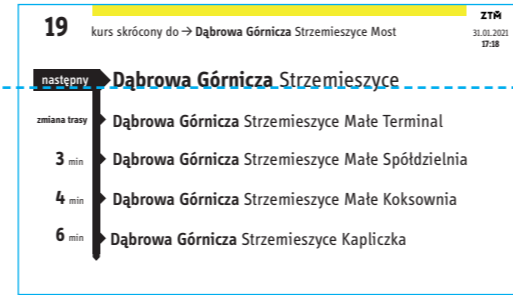 19 kurs skrócony do → Dąbrowa Górnicza Strzemieszyce Most
ZTM
31.01.2021
17:18
następny Dąbrowa Górnicza Strzemieszyce
zmiana trasy Dąbrowa Górnicza Strzemieszyce Małe Terminal
3 min Dąbrowa Górnicza Strzemieszyce Małe Spółdzielnia
4 min Dąbrowa Górnicza Strzemieszyce Małe Koksownia
6 min Dąbrowa Górnicza Strzemieszyce Kapliczka